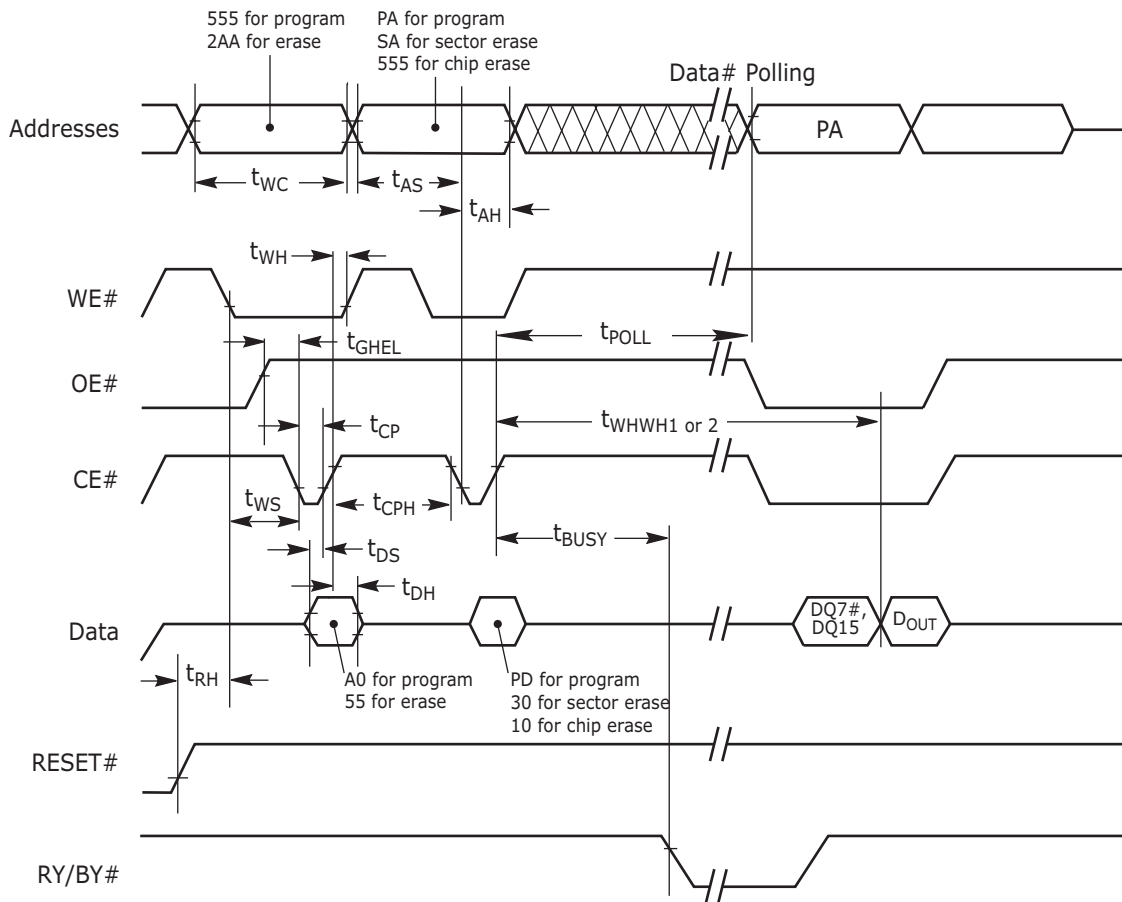 555 for program
2AA for erase
PA for program
SA for sector erase
555 for chip erase
Data# Polling
Addresses
PA
tWC
tAS
tAH
tWH
WE#
tPOLL
tGHEL
OE#
tWHWH1 or 2
tCP
CE#
tWS
tCPH
tBUSY
tDS
tDH
Data
DQ7#,
DQ15
DOUT
tRH
A0 for program
55 for erase
PD for program
30 for sector erase
10 for chip erase
RESET#
RY/BY#